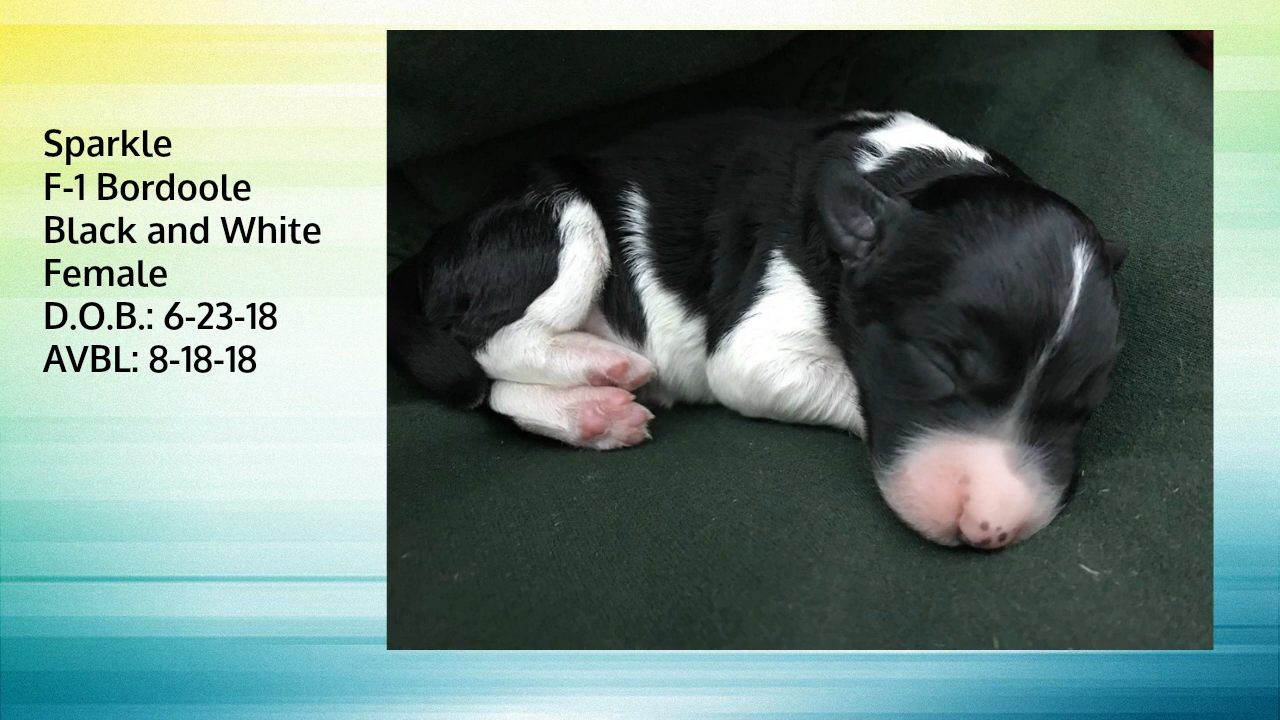 Sparkle
F-1 Bordoole
Black and White
Female
D.O.B.: 6-23-18
AVBL: 8-18-18